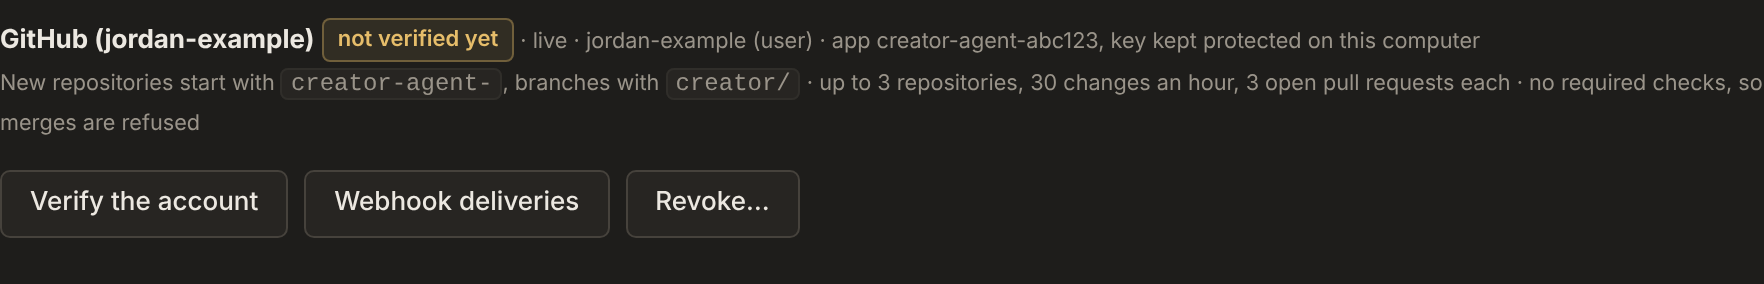 GitHub (jordan-example) not verified yet · live · jordan-example (user) · app creator-agent-abc123, key kept protected on this computer
New repositories start with creator-agent-, branches with creator/ · up to 3 repositories, 30 changes an hour, 3 open pull requests each · no required checks, so
merges are refused
Verify the account Webhook deliveries Revoke...